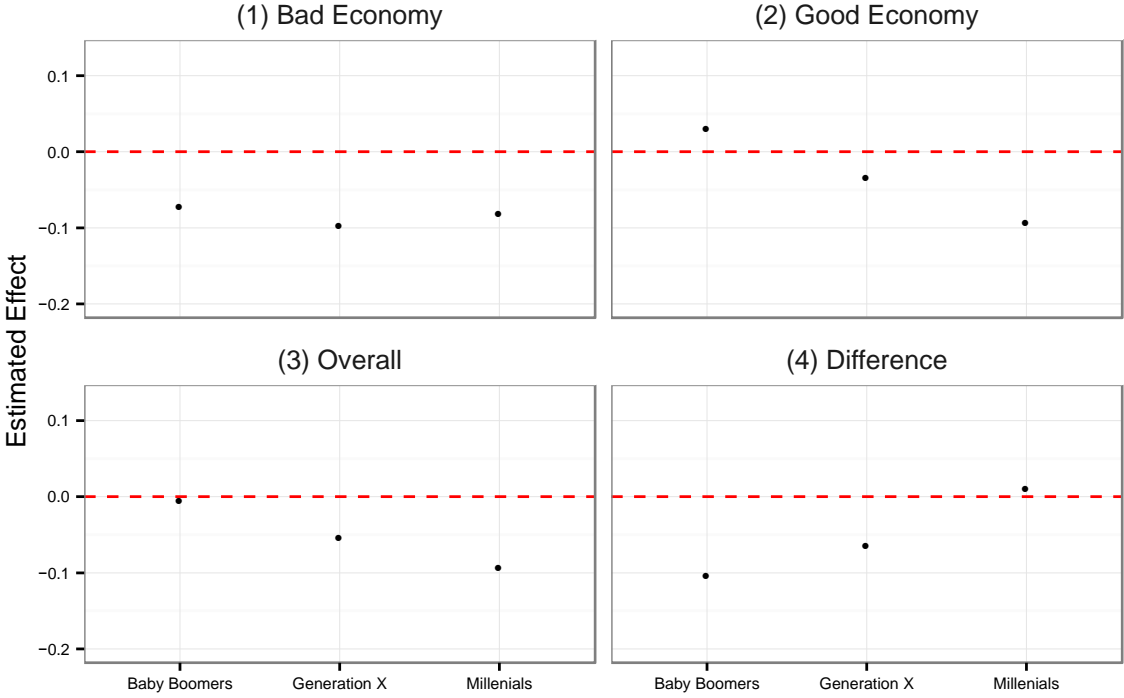 (1) Bad Economy
(2) Good Economy
0.1
0.0
−0.1
−0.2
Estimated Effect
(3) Overall
(4) Difference
0.1
0.0
−0.1
−0.2
Baby Boomers
Generation X
Millenials
Baby Boomers
Generation X
Millenials